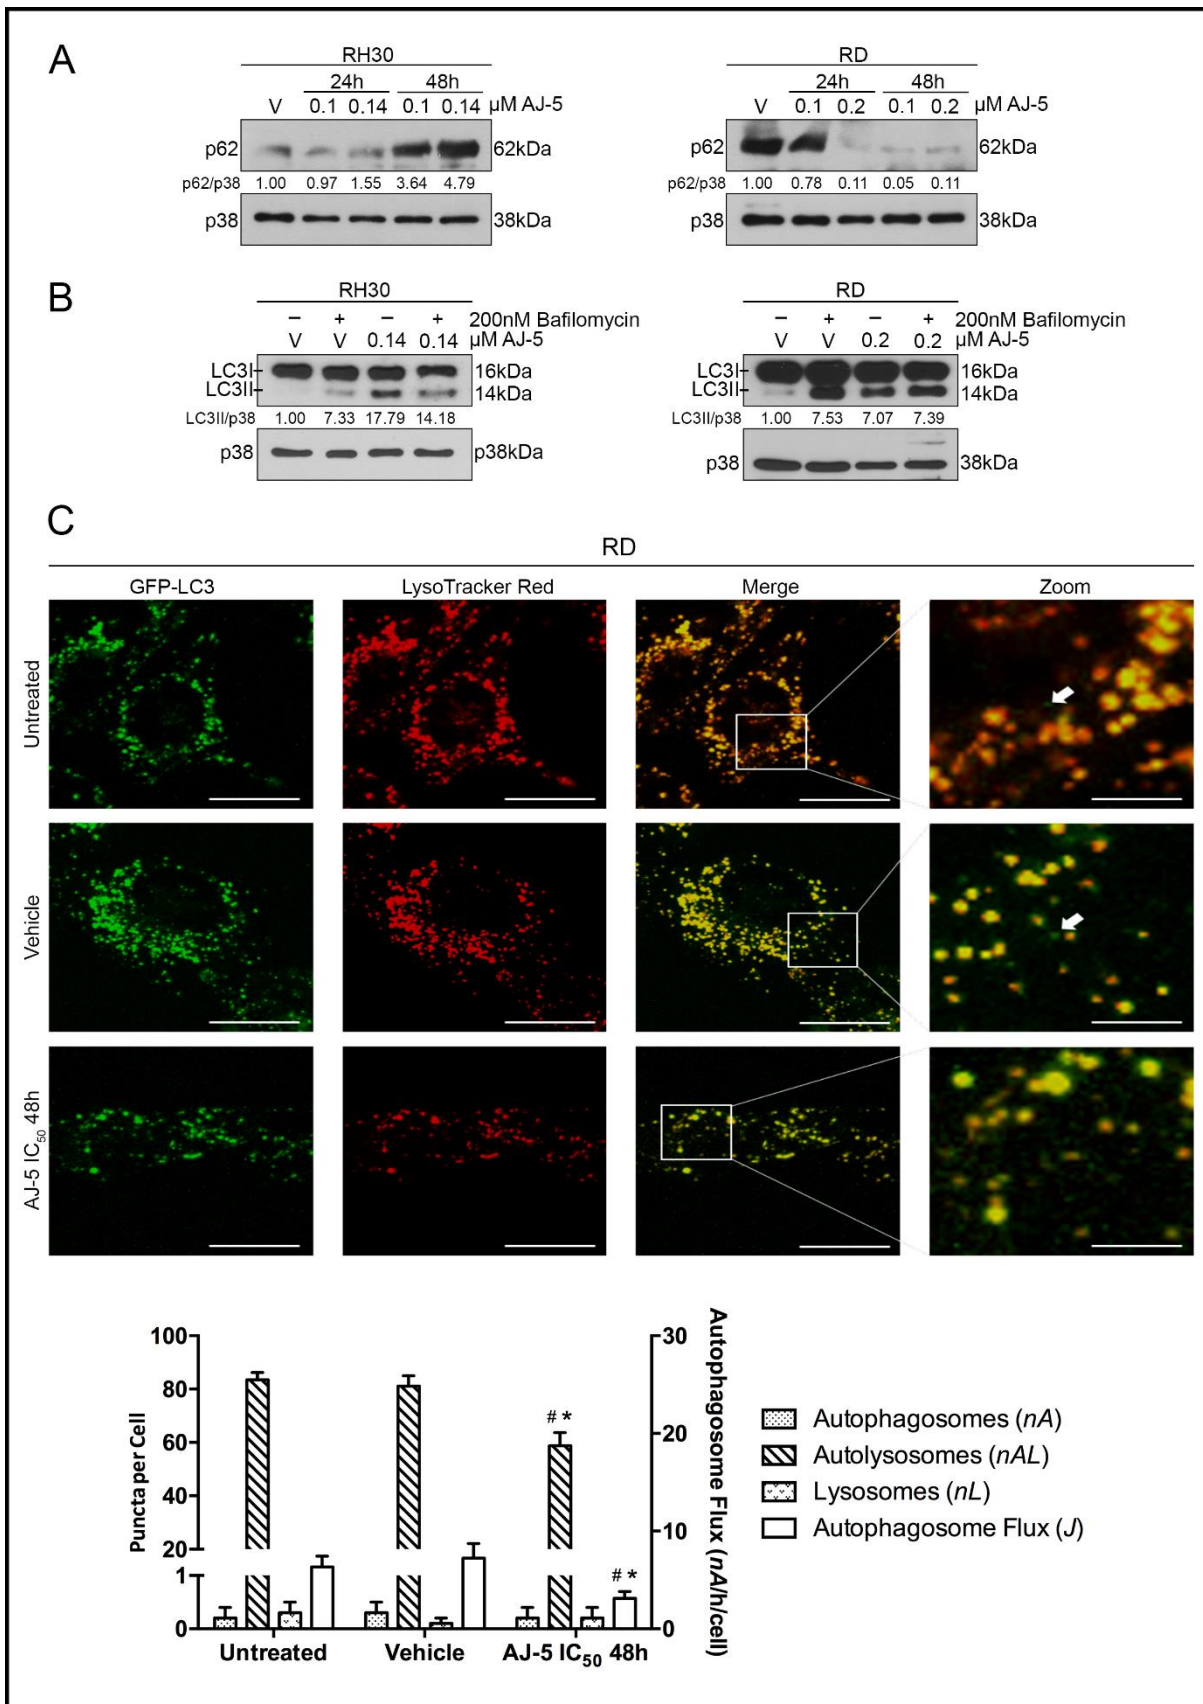 A
RH30
24h 48h
V 0.1 0.14 0.1 0.14 µM AJ-5
p62 62kDa
p62/p38 1.00 0.97 1.55 3.64 4.79
p38 38kDa
RD
24h 48h
V 0.1 0.2 0.1 0.2 µM AJ-5
p62 62kDa
p62/p38 1.00 0.78 0.11 0.05 0.11
p38 38kDa
B
RH30
− + − + 200nM Bafilomycin
V V 0.14 0.14 µM AJ-5
LC3I 16kDa
LC3II 14kDa
LC3II/p38 1.00 7.33 17.79 14.18
p38 p38kDa
RD
− + − + 200nM Bafilomycin
V V 0.2 0.2 µM AJ-5
LC3I 16kDa
LC3II 14kDa
LC3II/p38 1.00 7.53 7.07 7.39
p38 38kDa
C
RD
GFP-LC3 LysoTracker Red Merge Zoom
Untreated
Vehicle
AJ-5 IC50 48h
Puncta per Cell
100
80
60
40
20
1
0
# *
# *
30
20
10
0
Autophagosome Flux (nA/h/cell)
Untreated Vehicle AJ-5 IC50 48h
Autophagosomes (nA)
Autolysosomes (nAL)
Lysosomes (nL)
Autophagosome Flux (J)